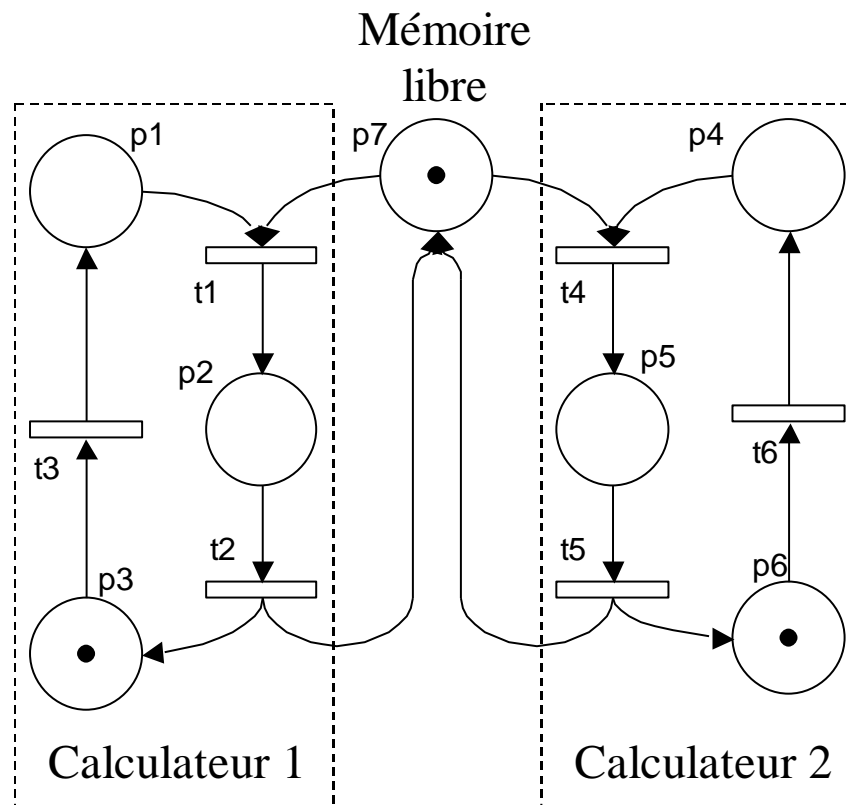 Mémoire
libre
p1
p7
p4
t1
t4
p2
p5
t3
t6
t2
t5
p3
p6
Calculateur 1
Calculateur 2